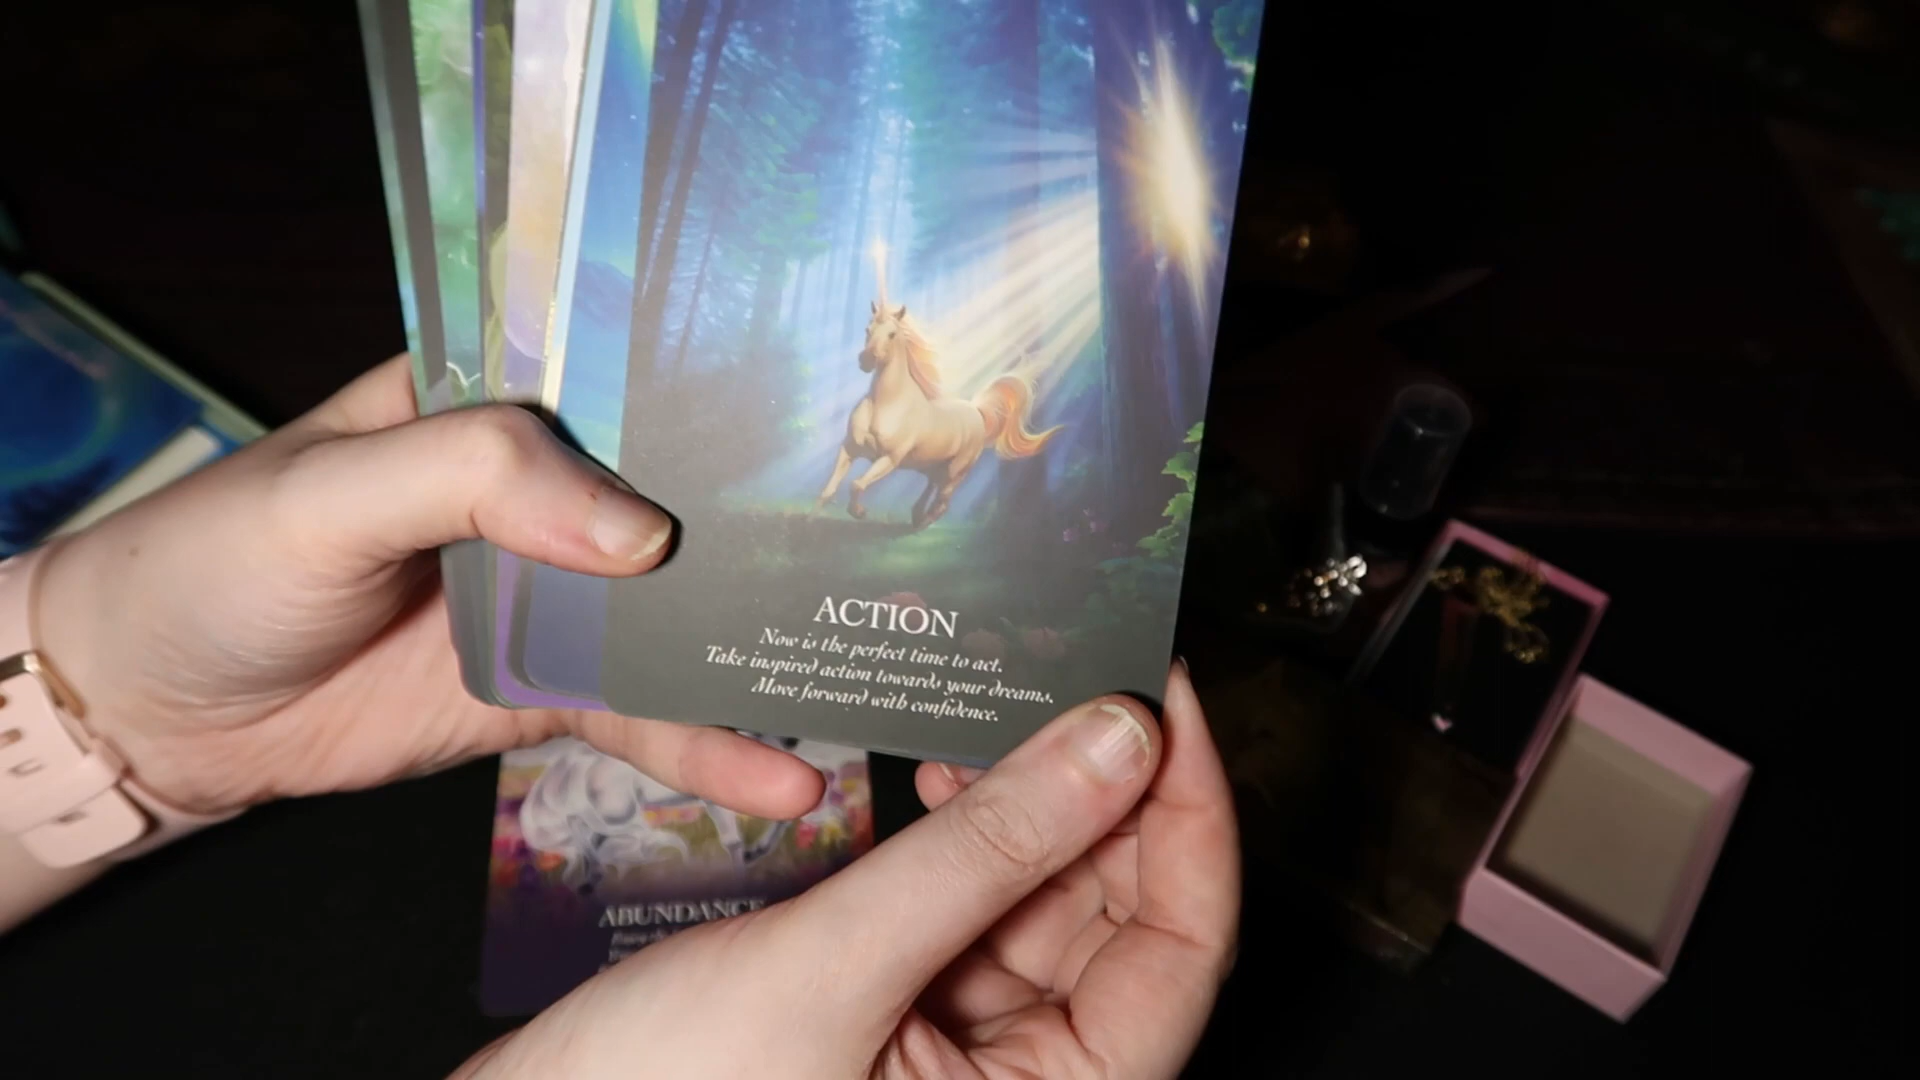 ACTION
Now is the perfect time to act.
Take inspired action towards your dreams.
Move forward with confidence.
ABUNDANCE